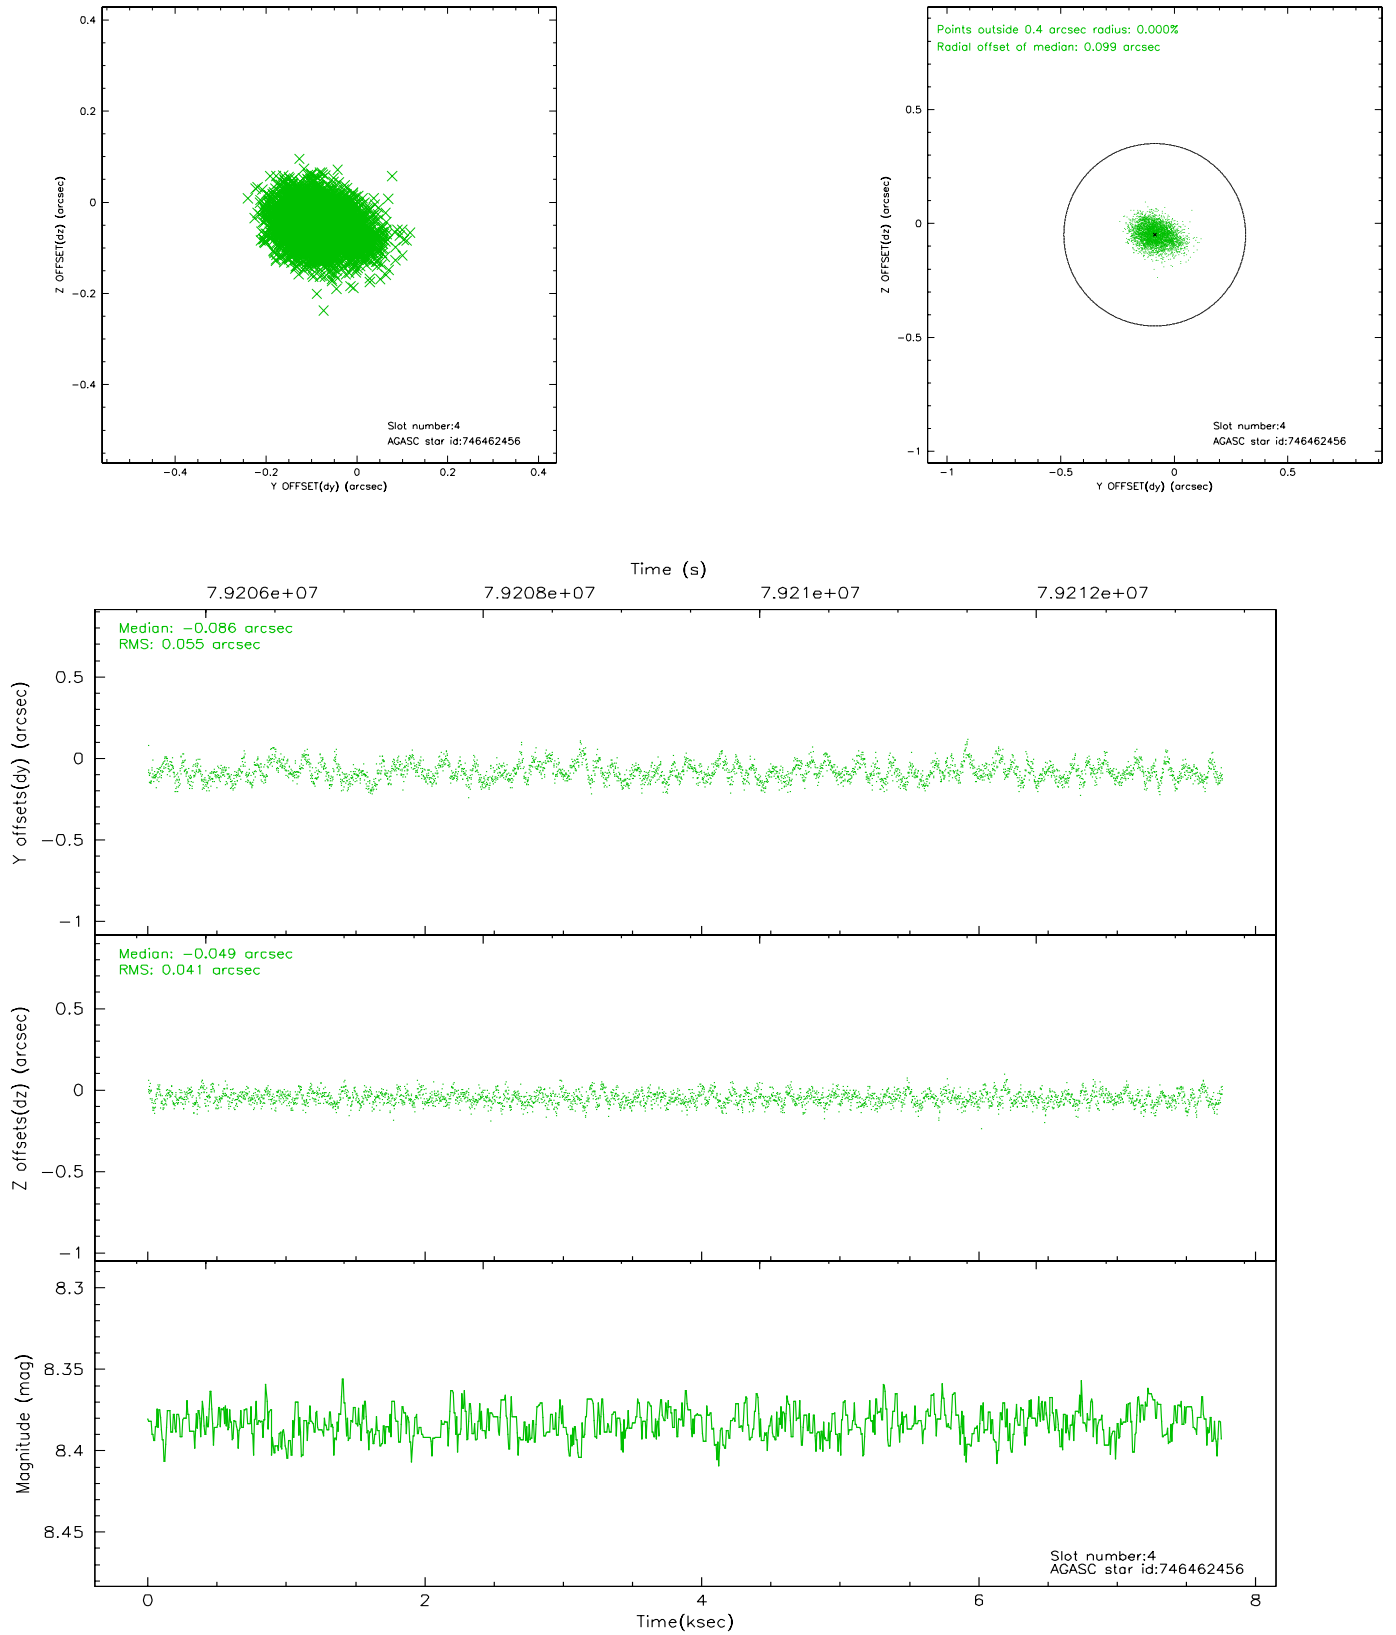 0.4
0.2
0
−0.2
−0.4
Z OFFSET(dz) (arcsec)
−0.4
−0.2
0
0.2
0.4
Y OFFSET(dy) (arcsec)
Slot number:4
AGASC star id:746462456
Points outside 0.4 arcsec radius: 0.000%
Radial offset of median: 0.099 arcsec
0.5
0
−0.5
−1
Z OFFSET(dz) (arcsec)
−1
−0.5
0
0.5
Y OFFSET(dy) (arcsec)
Slot number:4
AGASC star id:746462456
Time (s)
7.9206e+07
7.9208e+07
7.921e+07
7.9212e+07
Median: −0.086 arcsec
RMS: 0.055 arcsec
0.5
0
−0.5
−1
Y offsets(dy) (arcsec)
Median: −0.049 arcsec
RMS: 0.041 arcsec
0.5
0
−0.5
−1
Z offsets(dz) (arcsec)
8.3
8.35
8.4
8.45
Magnitude (mag)
Slot number:4
AGASC star id:746462456
0
2
4
6
8
Time(ksec)